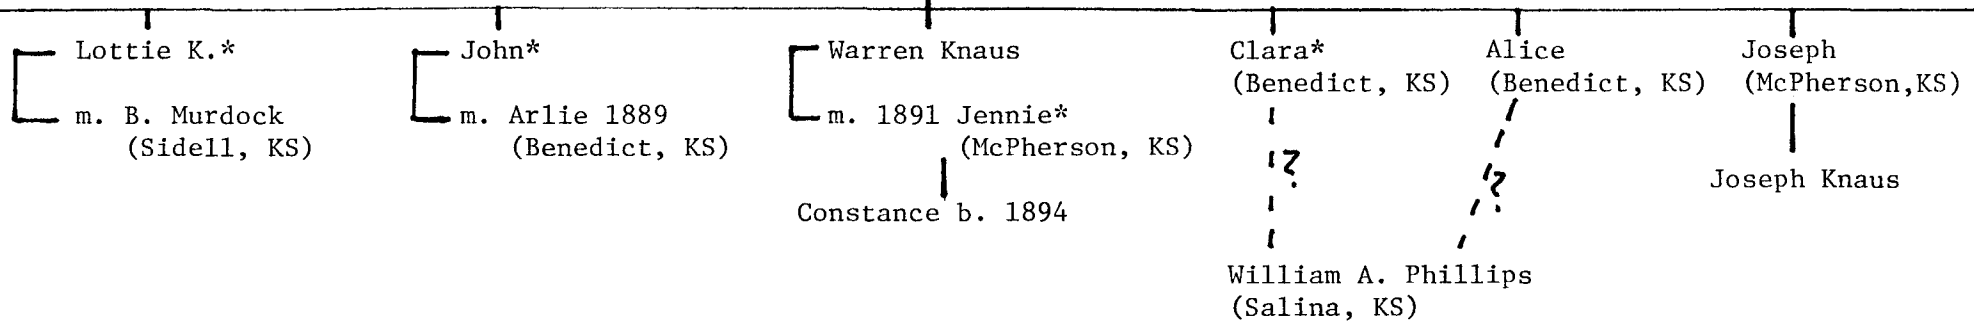 Lottie K.*
m. B. Murdock
(Sidell, KS)
John*
m. Arlie 1889
(Benedict, KS)
Warren Knaus
m. 1891 Jennie*
(McPherson, KS)
Constance b. 1894
Clara*
(Benedict, KS)
?
Alice
(Benedict, KS)
?
William A. Phillips
(Salina, KS)
Joseph
(McPherson,KS)
Joseph Knaus